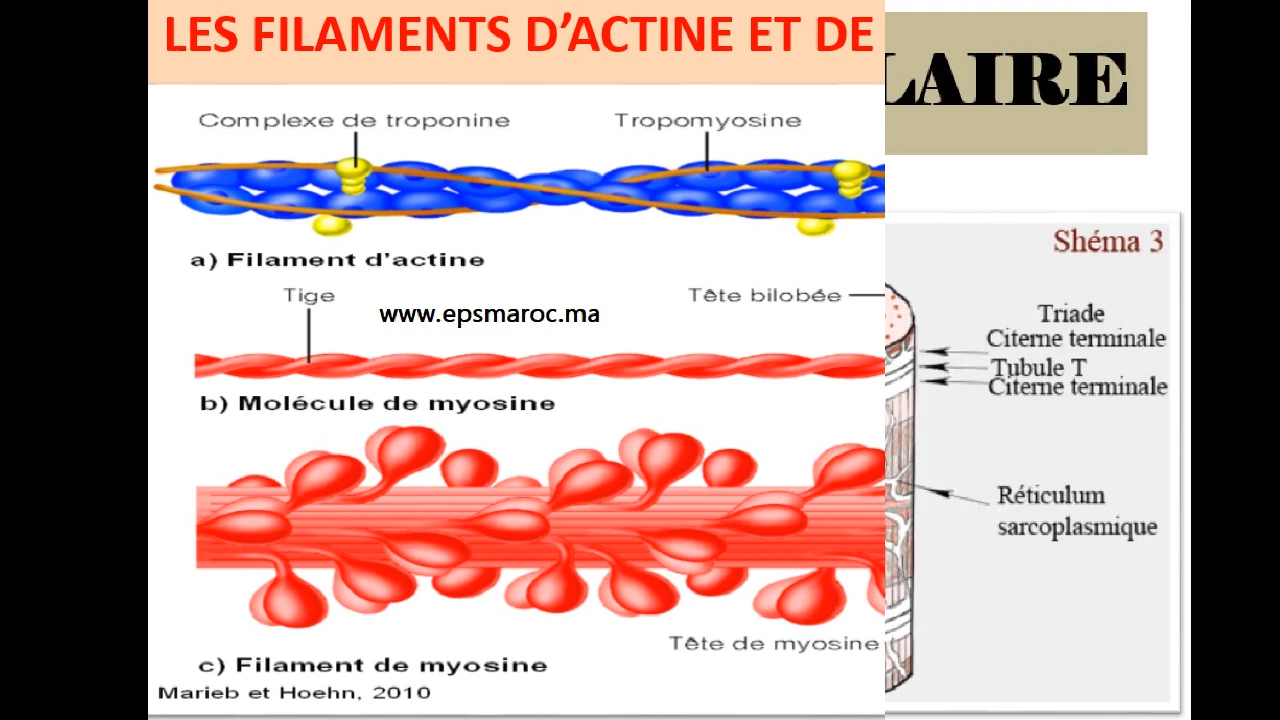 LES FILAMENTS D’ACTINE ET DE
LAIRE
Complexe de troponine
Tropomyosine
a) Filament d’actine
Tige
www.epsmaroc.ma
Tête bilobée
b) Molécule de myosine
Tête de myosine
c) Filament de myosine
Marieb et Hoehn, 2010
Shéma 3
Triade
Citerne terminale
Tubule T
Citerne terminale
Réticulum
sarcoplasmique